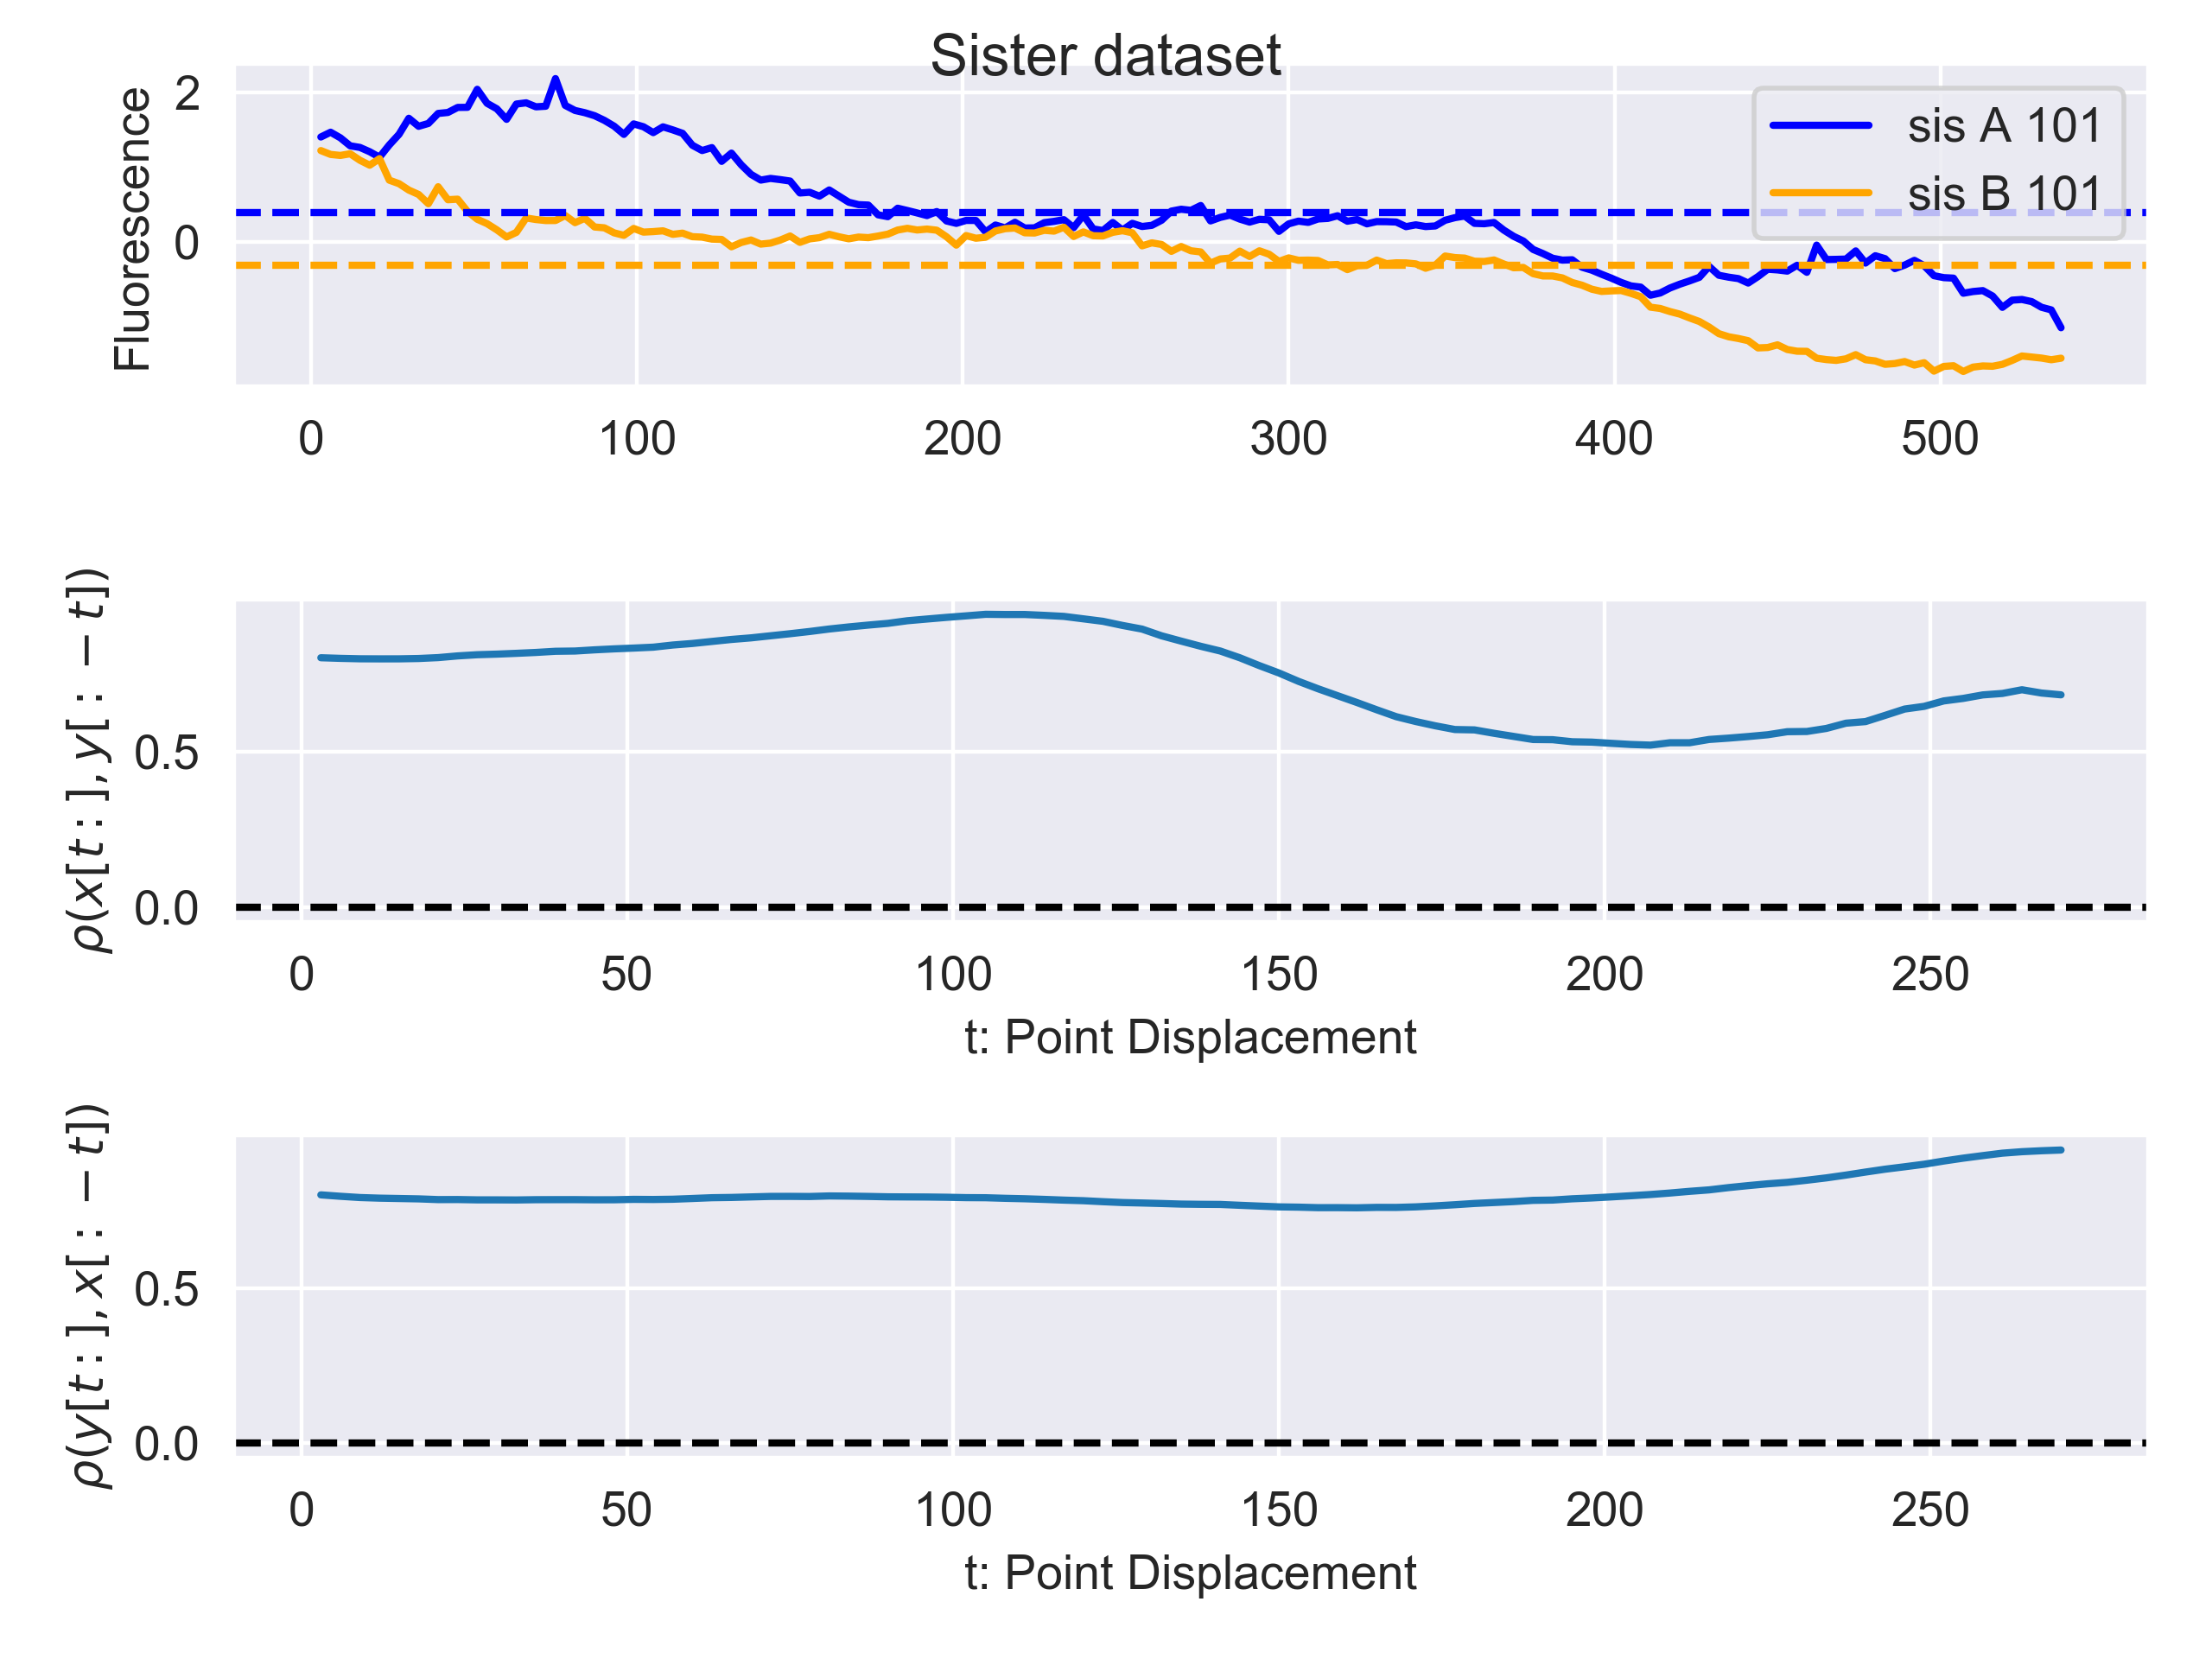 Sister dataset
Fluorescence
2
0
sis A 101
sis B 101
0 100 200 300 400 500
ρ(x[t:], y[: −t])
0.5
0.0
0 50 100 150 200 250
t: Point Displacement
ρ(y[t:], x[: −t])
0.5
0.0
0 50 100 150 200 250
t: Point Displacement